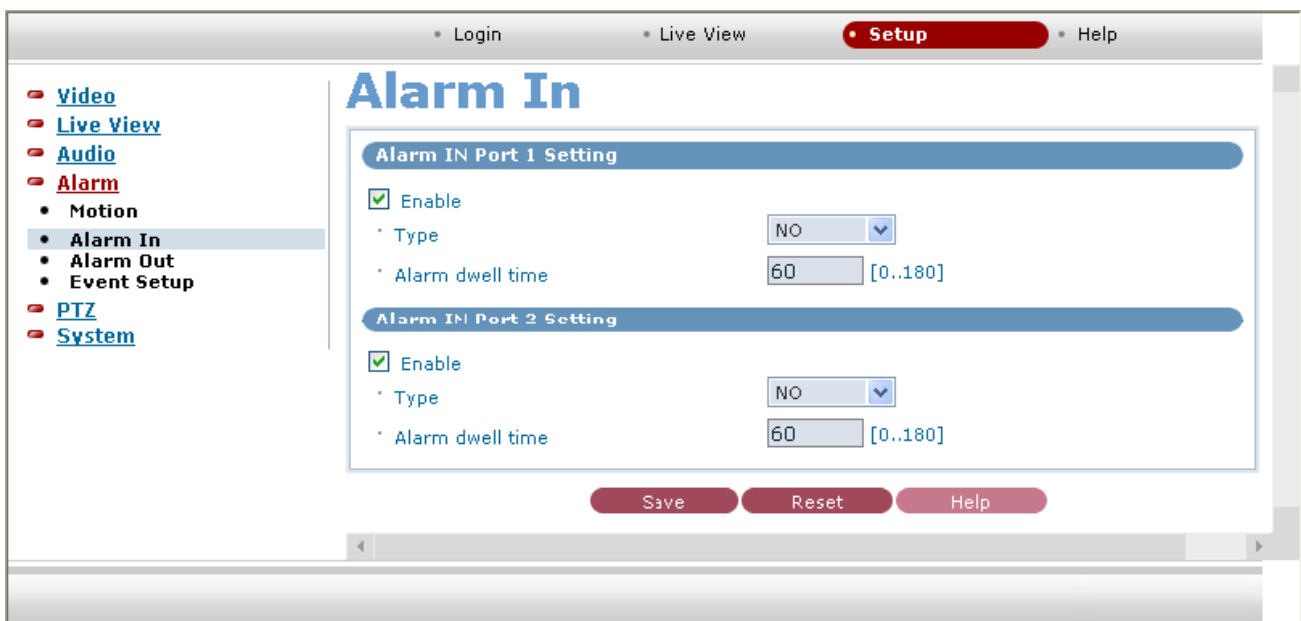 Login Live View Setup Help
Video
Live View
Audio
Alarm
Motion
Alarm In
Alarm Out
Event Setup
PTZ
System
Alarm In
Alarm IN Port 1 Setting
Enable
Type NO
Alarm dwell time 60 [0..180]
Alarm IN Port 2 Setting
Enable
Type NO
Alarm dwell time 60 [0..180]
Save Reset Help